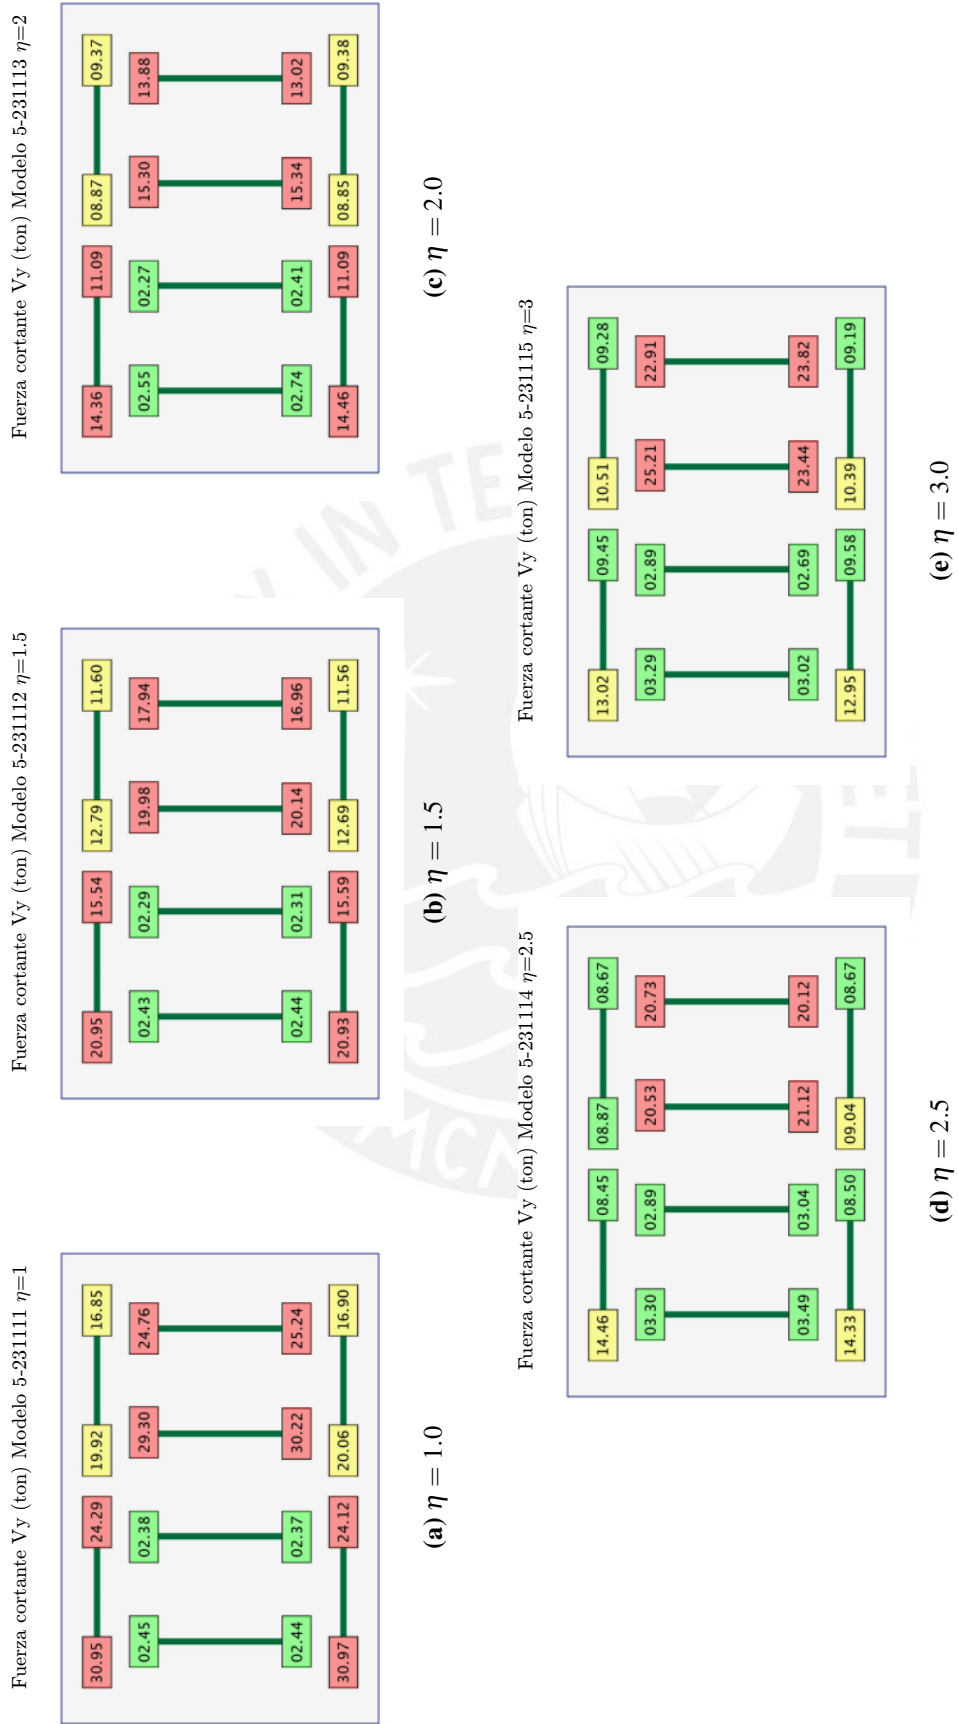 Fuerza cortante Vy (ton) Modelo 5-231111 η=1
30.95 24.29 19.92 16.85
02.45 02.38 29.30 24.76
02.44 02.37 30.22 25.24
30.97 24.12 20.06 16.90
(a) η = 1.0
Fuerza cortante Vy (ton) Modelo 5-231112 η=1.5
20.95 15.54 12.79 11.60
02.43 02.29 19.98 17.94
02.44 02.31 20.14 16.96
20.93 15.59 12.69 11.56
(b) η = 1.5
Fuerza cortante Vy (ton) Modelo 5-231113 η=2
14.36 11.09 08.87 09.37
02.55 02.27 15.30 13.88
02.74 02.41 15.34 13.02
14.46 11.09 08.85 09.38
(c) η = 2.0
Fuerza cortante Vy (ton) Modelo 5-231114 η=2.5
14.46 08.45 08.87 08.67
03.30 02.89 20.53 20.73
03.49 03.04 21.12 20.12
14.33 08.50 09.04 08.67
(d) η = 2.5
Fuerza cortante Vy (ton) Modelo 5-231115 η=3
13.02 09.45 10.51 09.28
03.29 02.89 25.21 22.91
03.02 02.69 23.44 23.82
12.95 09.58 10.39 09.19
(e) η = 3.0